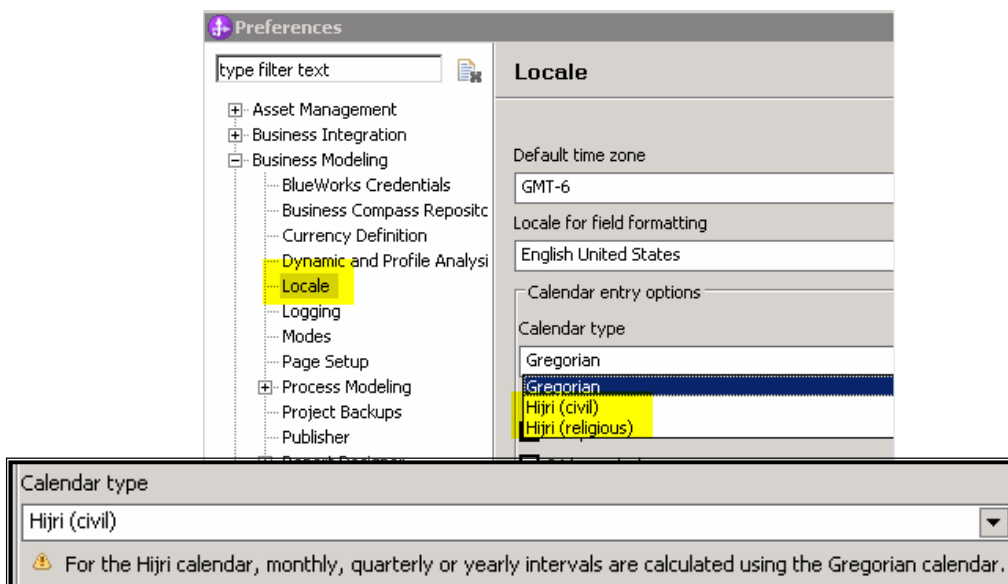 Preferences
type filter text
Asset Management
Business Integration
Business Modeling
BlueWorks Credentials
Business Compass Reposito
Currency Definition
Dynamic and Profile Analysi
Locale
Logging
Modes
Page Setup
Process Modeling
Project Backups
Publisher
Report Designer
Locale
Default time zone
GMT-6
Locale for field formatting
English United States
Calendar entry options
Calendar type
Gregorian
Gregorian
Hijri (civil)
Hijri (religious)
Calendar type
Hijri (civil)
For the Hijri calendar, monthly, quarterly or yearly intervals are calculated using the Gregorian calendar.